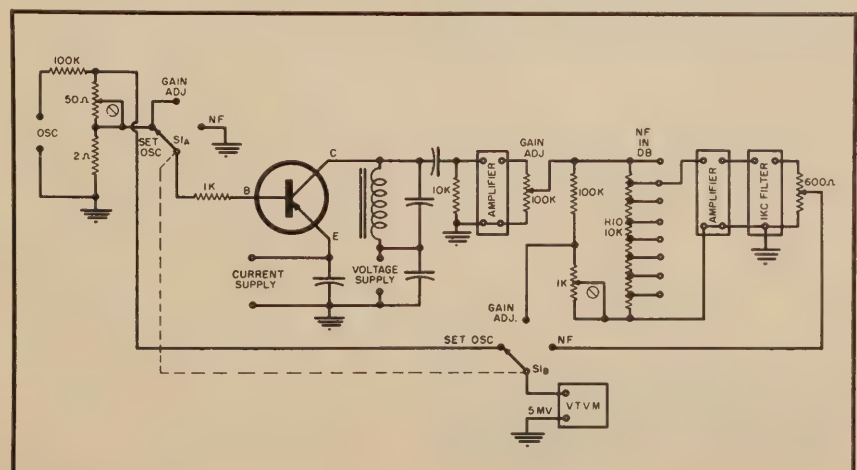 100K
50Ω
OSC
2Ω
GAIN
ADJ
NF
SET
OSC
S1A
1K
B
C
E
CURRENT
SUPPLY
VOLTAGE
SUPPLY
10K
AMPLIFIER
GAIN
ADJ
100K
100K
1K
NF
IN
DB
H10
10K
AMPLIFIER
1KC FILTER
600Ω
GAIN
ADJ.
SET OSC
NF
S1B
5MV
VTVM